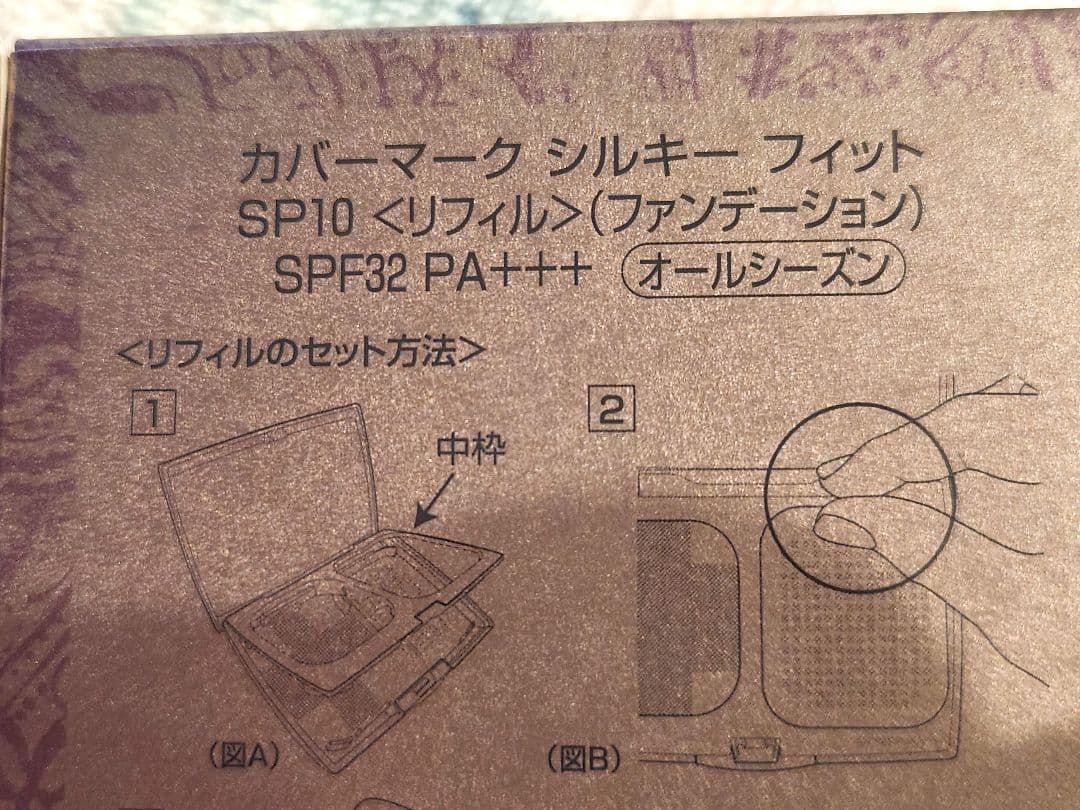 カバーマーク シルキー フィット
SP10 <リフィル>(ファンデーション)
SPF32 PA+++ オールシーズン
<リフィルのセット方法>
1
中枠
(図A)
2
(図B)